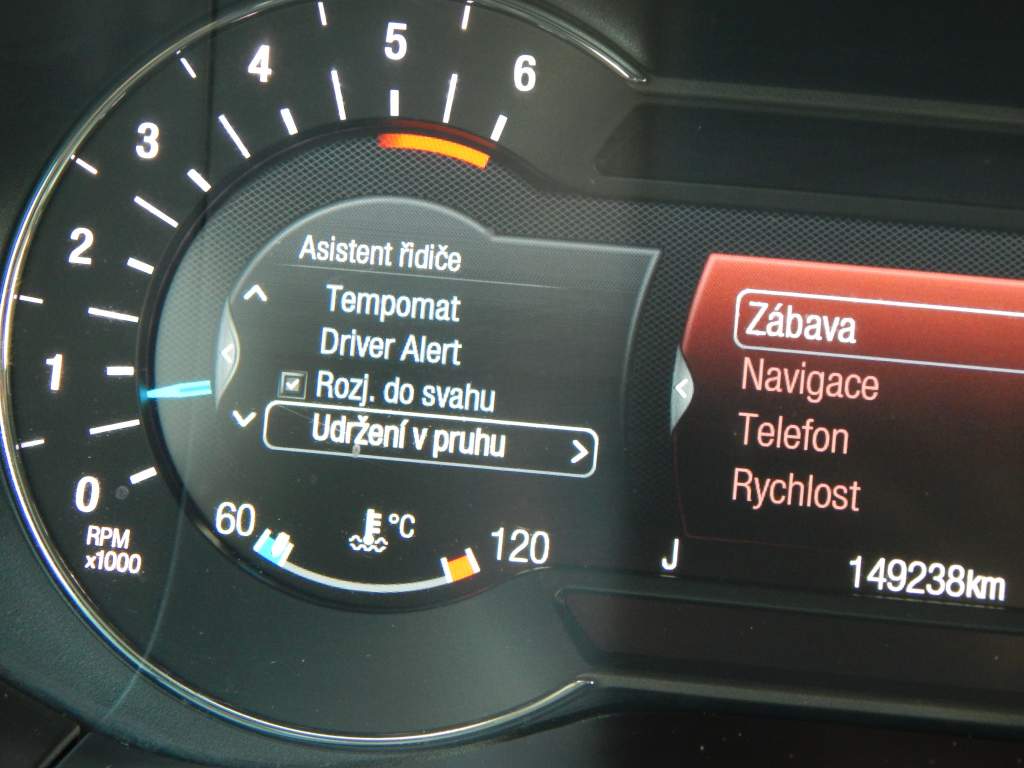 5
4
6
3
2
1
0
RPM
x1000
Asistent řidiče
Tempomat
Driver Alert
Rozj. do svahu
Udržení v pruhu
60
°C
120
Zábava
Navigace
Telefon
Rychlost
J
149238km